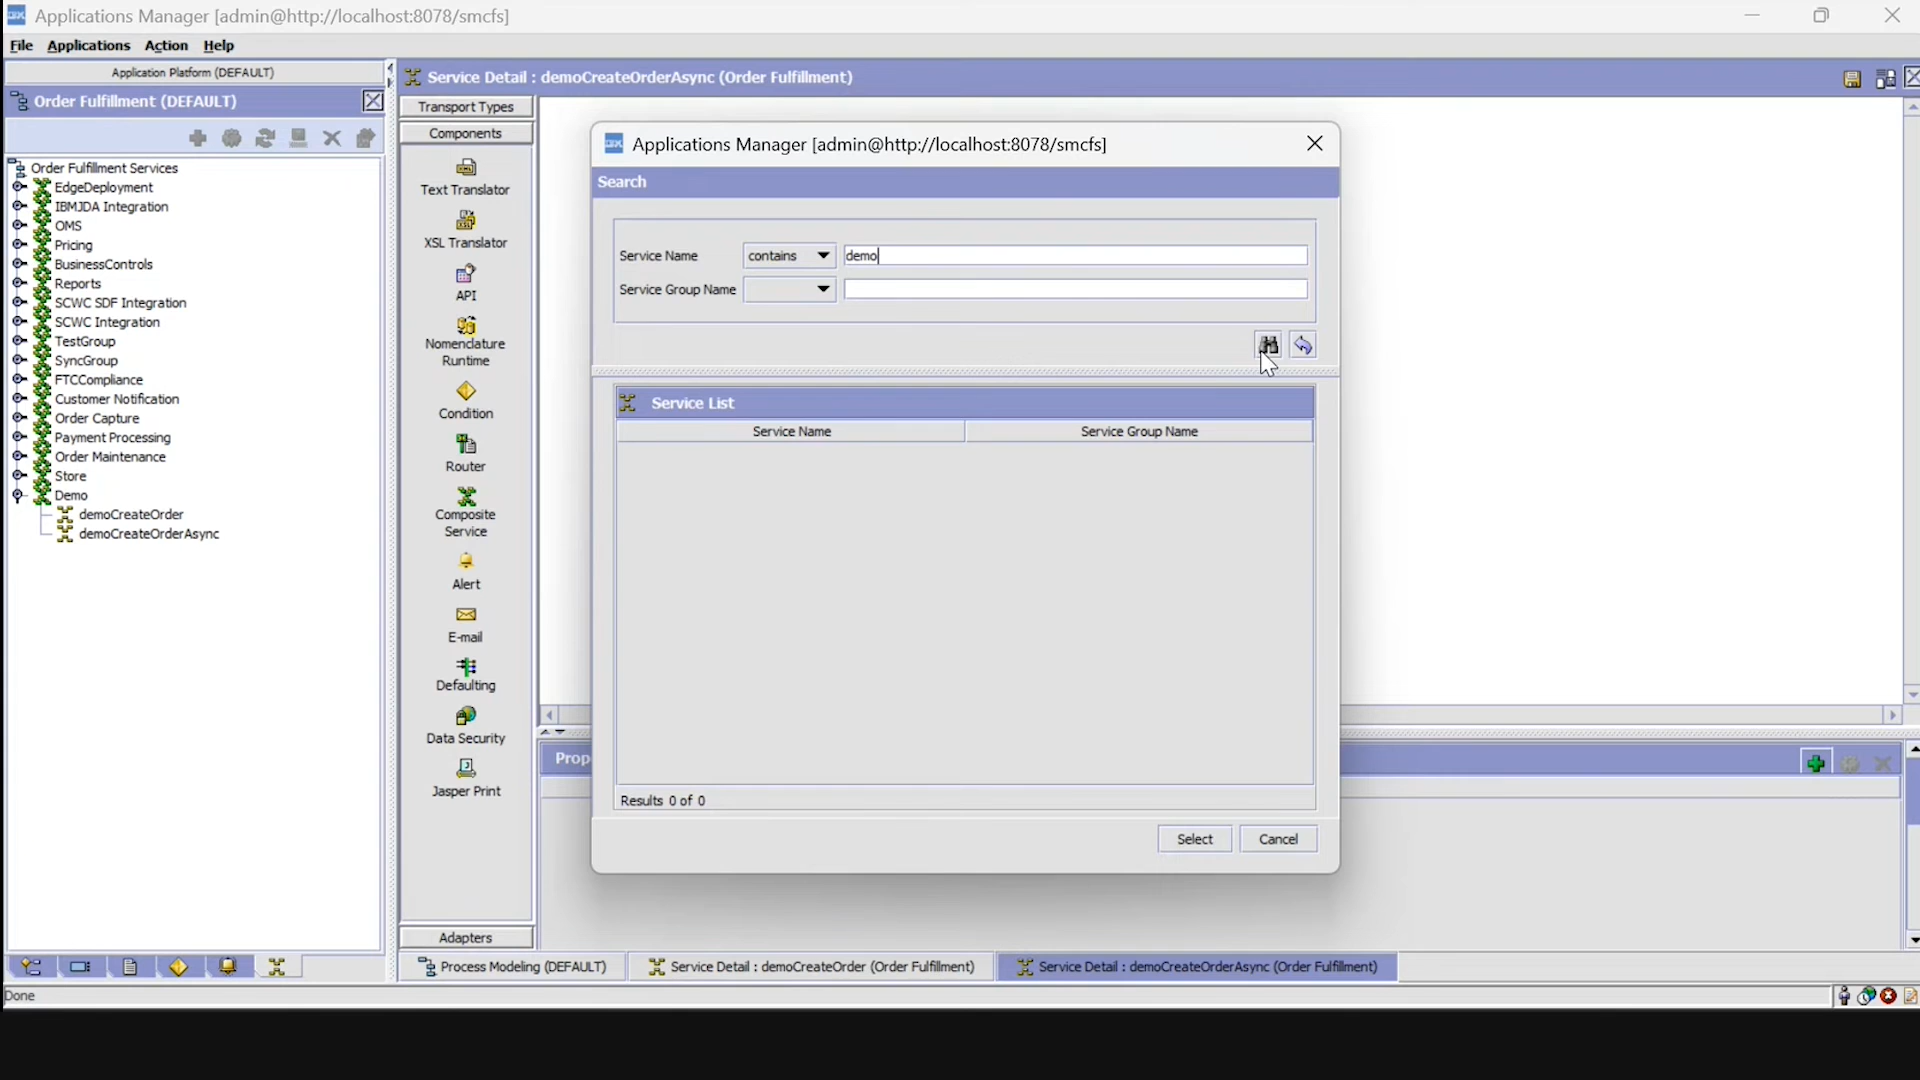 Applications Manager [admin@http://localhost:8078/smcfs]
File Applications Action Help
Application Platform (DEFAULT)
Order Fulfillment (DEFAULT)
Order Fulfillment Services
EdgeDeployment
IBMJDA Integration
OMS
Pricing
BusinessControls
Reports
SCWC SDF Integration
SCWC Integration
TestGroup
SyncGroup
FTCCompliance
Customer Notification
Order Capture
Payment Processing
Order Maintenance
Store
Demo
demoCreateOrder
demoCreateOrderAsync
Service Detail : demoCreateOrderAsync (Order Fulfillment)
Transport Types
Components
Text Translator
XSL Translator
API
Nomenclature
Runtime
Condition
Router
Composite
Service
Alert
E-mail
Defaulting
Data Security
Jasper Print
Adapters
Applications Manager [admin@http://localhost:8078/smcfs]
Search
Service Name contains demo
Service Group Name
Service List
Service Name Service Group Name
Results 0 of 0
Select Cancel
Prop
Process Modeling (DEFAULT) Service Detail : demoCreateOrder (Order Fulfillment) Service Detail : demoCreateOrderAsync (Order Fulfillment)
Done